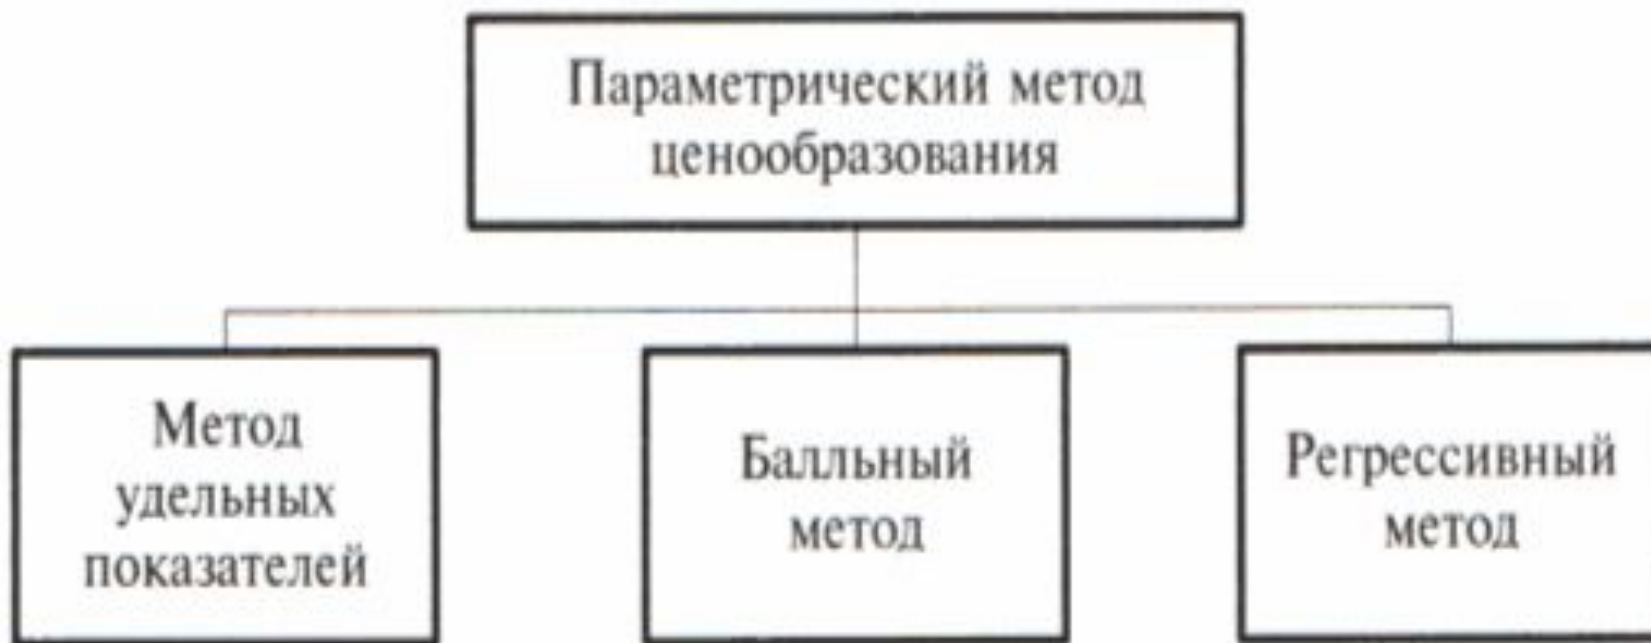 Параметрический метод
ценообразования
Метод
удельных
показателей
Балльный
метод
Регрессивный
метод